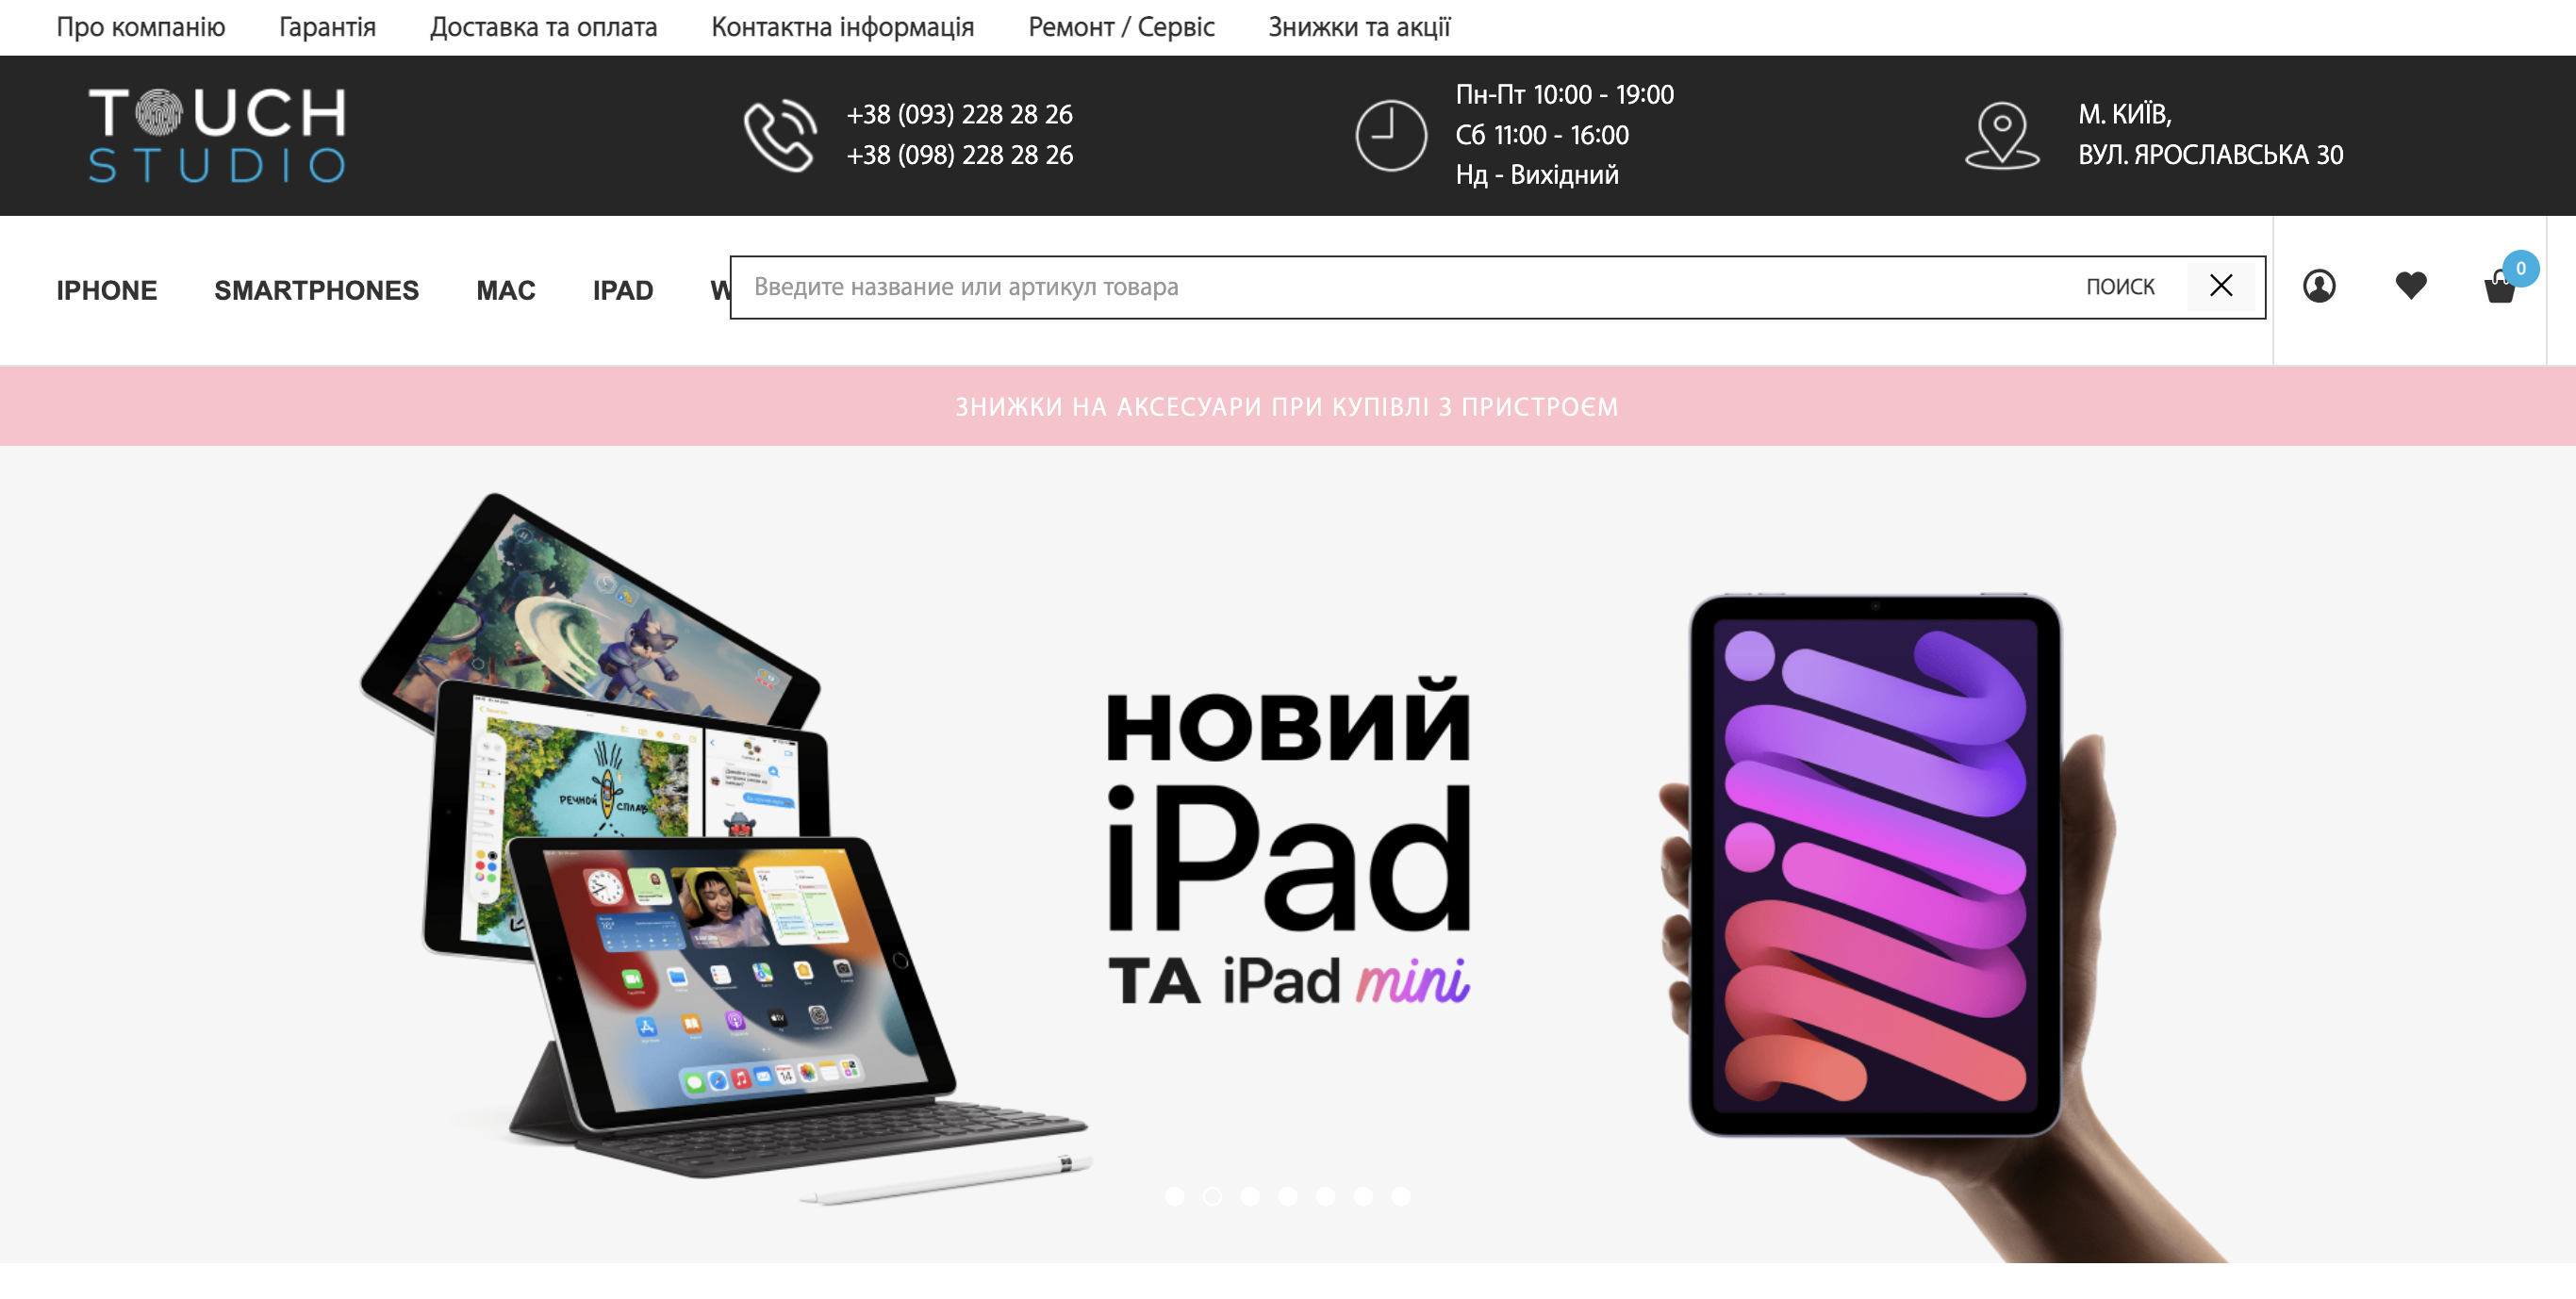 Про компанію
Гарантія
Доставка та оплата
Контактна інформація
Ремонт / Сервіс
Знижки та акції
TOUCH
STUDIO
+38 (093) 228 28 26
+38 (098) 228 28 26
Пн-Пт 10:00 - 19:00
Сб 11:00 - 16:00
Нд - Вихідний
М. КИЇВ,
ВУЛ. ЯРОСЛАВСЬКА 30
IPHONE
SMARTPHONES
MAC
IPAD
Введите название или артикул товара
ПОИСК
0
ЗНИЖКИ НА АКСЕСУАРИ ПРИ КУПІВЛІ З ПРИСТРОЄМ
РЕЧНОЙ СПЛАВ
новий
iPad
ТА iPad mini